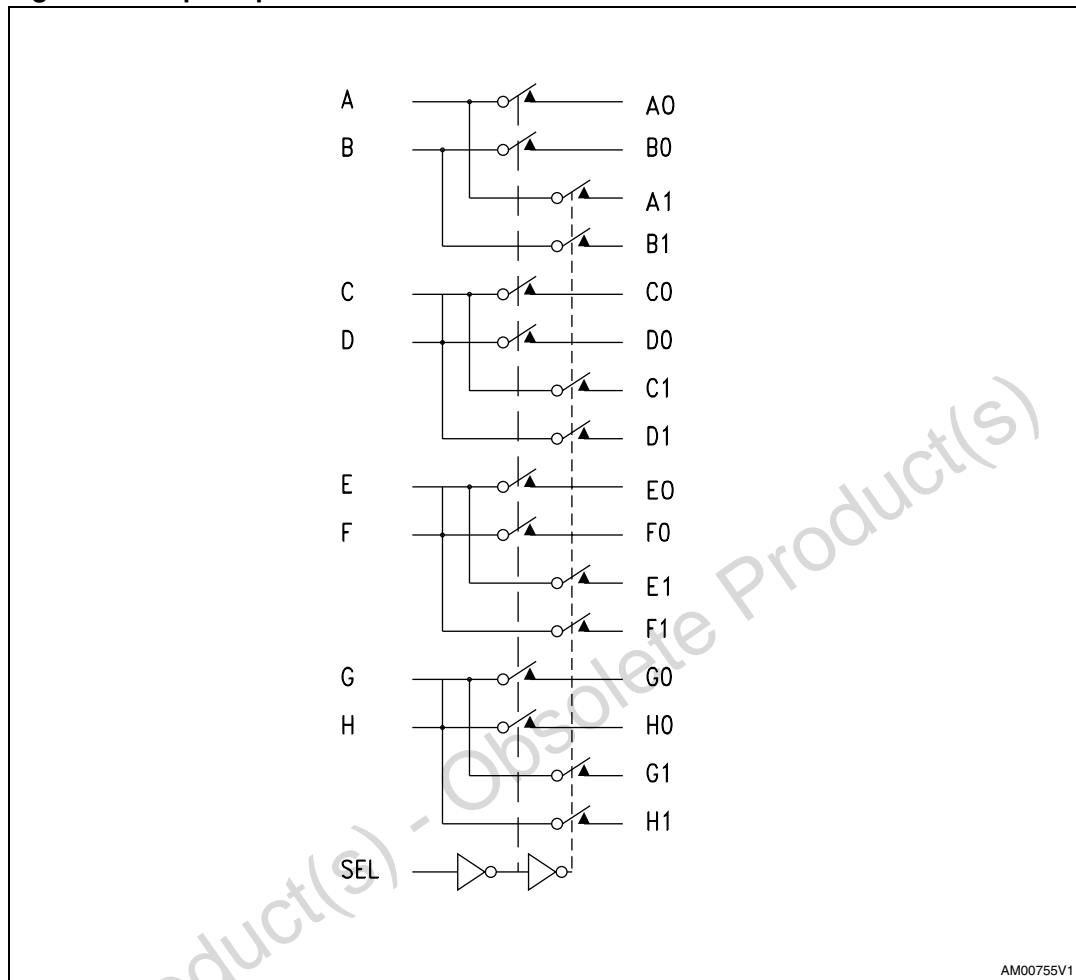 A A0
B B0
A1
B1
C C0
D D0
C1
D1
E E0
F F0
E1
F1
G G0
H H0
G1
H1
SEL
Obsolete Product(s)
duct(s) - Obsolete Product(s)
AM00755V1